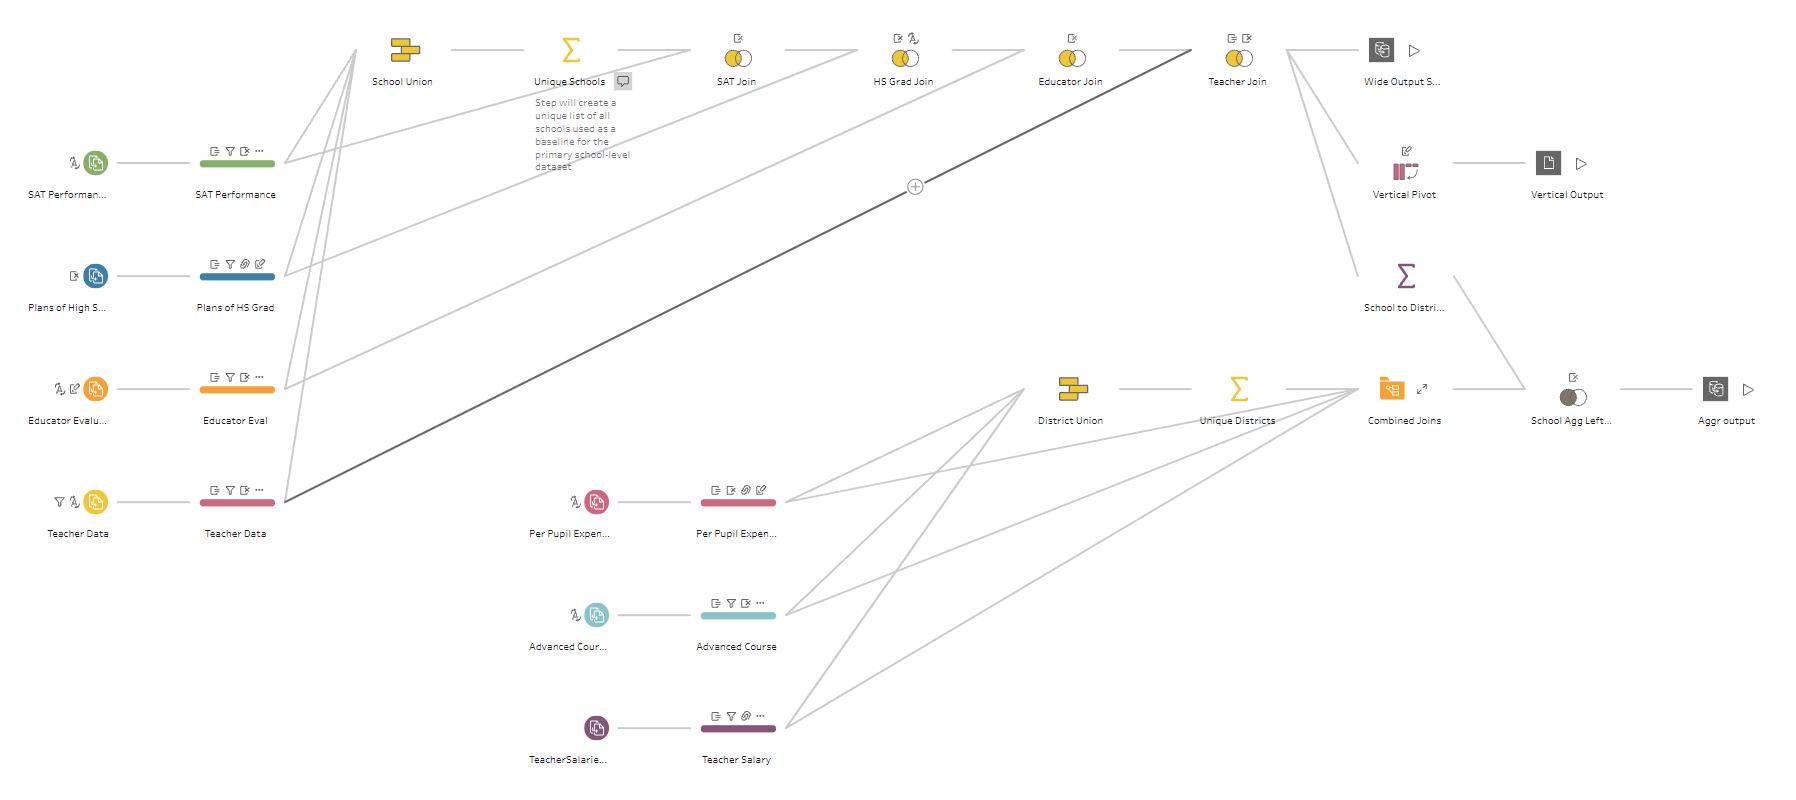 School Union
Unique Schools
SAT Join
HS Grad Join
Educator Join
Teacher Join
Wide Output S...
Step will create a
unique list of all
schools used as a
baseline for the
primary school-level
dataset
SAT Performan...
SAT Performance
Vertical Pivot
Vertical Output
Plans of High S...
Plans of HS Grad
School to Distri...
Educator Evalu...
Educator Eval
District Union
Unique Districts
Combined Joins
School Agg Left...
Aggr output
Teacher Data
Teacher Data
Per Pupil Expen...
Per Pupil Expen...
Advanced Cour...
Advanced Course
TeacherSalarie...
Teacher Salary